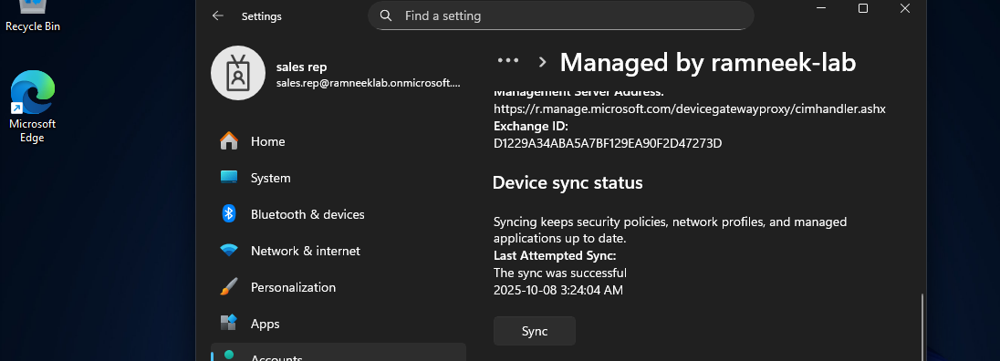 Recycle Bin
Microsoft
Edge
Settings
Find a setting
sales rep
sales.rep@ramneeklab.onmicrosoft....
Home
System
Bluetooth & devices
Network & internet
Personalization
Apps
Accounts
... > Managed by ramneek-lab
Management Server Address:
https://r.manage.microsoft.com/devicegatewayproxy/cimhandler.ashx
Exchange ID:
D1229A34ABA5A7BF129EA90F2D47273D
Device sync status
Syncing keeps security policies, network profiles, and managed
applications up to date.
Last Attempted Sync:
The sync was successful
2025-10-08 3:24:04 AM
Sync